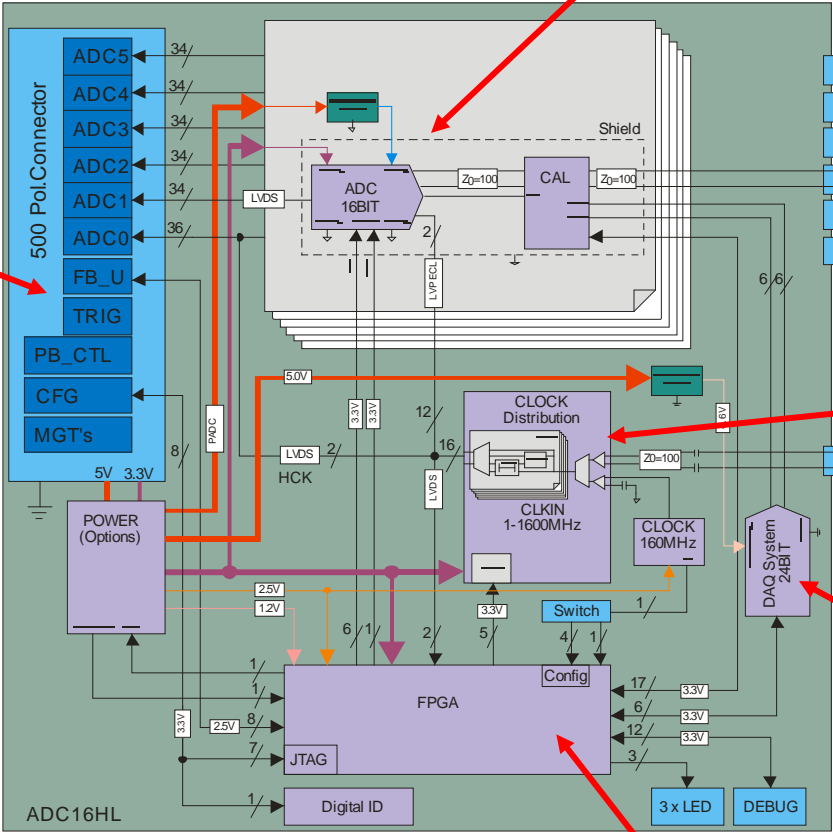 500 Pol.Connector
ADC5
ADC4
ADC3
ADC2
ADC1
ADC0
FB_U
TRIG
PB_CTL
CFG
MGT's
34
34
34
34
34
36
8
LVDS
Shield
ADC
16BIT
Z0=100
CAL
Z0=100
2
LVPECL
6
6
5.0V
PADC
3.3V
3.3V
12
LVDS
2
HCK
16
LVDS
CLOCK
Distribution
CLKIN
1-1600MHz
Z0=100
CLOCK
160MHz
DAQ System
24BIT
5V
3.3V
POWER
(Options)
2.5V
1.2V
3.3V
Switch
1
6
1
2
5
4
1
Config
FPGA
1
1
2.5V
8
3.3V
7
JTAG
1
Digital ID
17
3.3V
6
3.3V
12
3.3V
3
3 x LED
DEBUG
ADC16HL